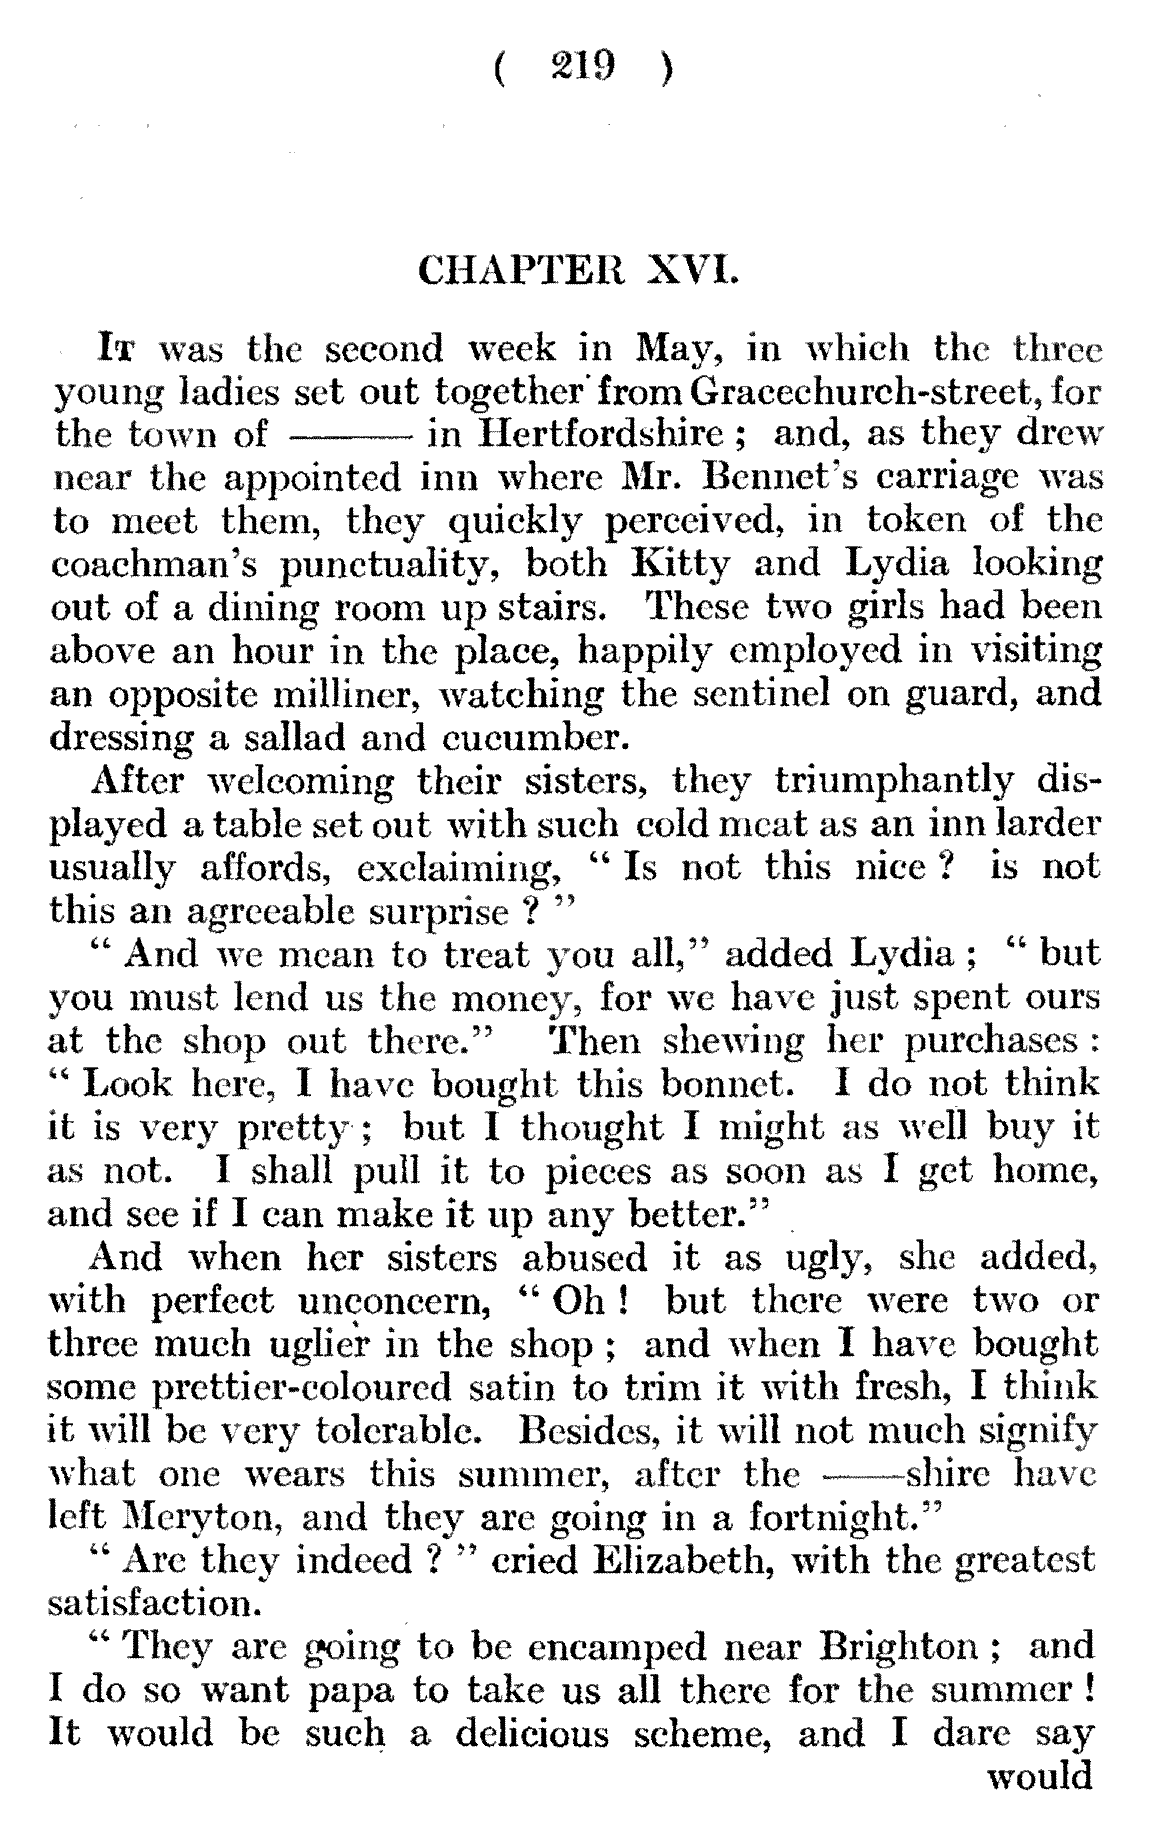 ( 219 )
CHAPTER XVI.
It was the second week in May, in which the three
young ladies set out together from Gracechurch-street, for
the town of ——— in Hertfordshire ; and, as they drew
near the appointed inn where Mr. Bennet's carriage was
to meet them, they quickly perceived, in token of the
coachman's punctuality, both Kitty and Lydia looking
out of a dining room up stairs. These two girls had been
above an hour in the place, happily employed in visiting
an opposite milliner, watching the sentinel on guard, and
dressing a sallad and cucumber.
After welcoming their sisters, they triumphantly dis-
played a table set out with such cold meat as an inn larder
usually affords, exclaiming, “ Is not this nice ? is not
this an agreeable surprise ? ”
“ And we mean to treat you all,” added Lydia ; “ but
you must lend us the money, for we have just spent ours
at the shop out there.” Then shewing her purchases :
“ Look here, I have bought this bonnet. I do not think
it is very pretty ; but I thought I might as well buy it
as not. I shall pull it to pieces as soon as I get home,
and see if I can make it up any better.”
And when her sisters abused it as ugly, she added,
with perfect unconcern, “ Oh ! but there were two or
three much uglier in the shop ; and when I have bought
some prettier-coloured satin to trim it with fresh, I think
it will be very tolerable. Besides, it will not much signify
what one wears this summer, after the ——shire have
left Meryton, and they are going in a fortnight.”
“ Are they indeed ? ” cried Elizabeth, with the greatest
satisfaction.
“ They are going to be encamped near Brighton ; and
I do so want papa to take us all there for the summer !
It would be such a delicious scheme, and I dare say
would